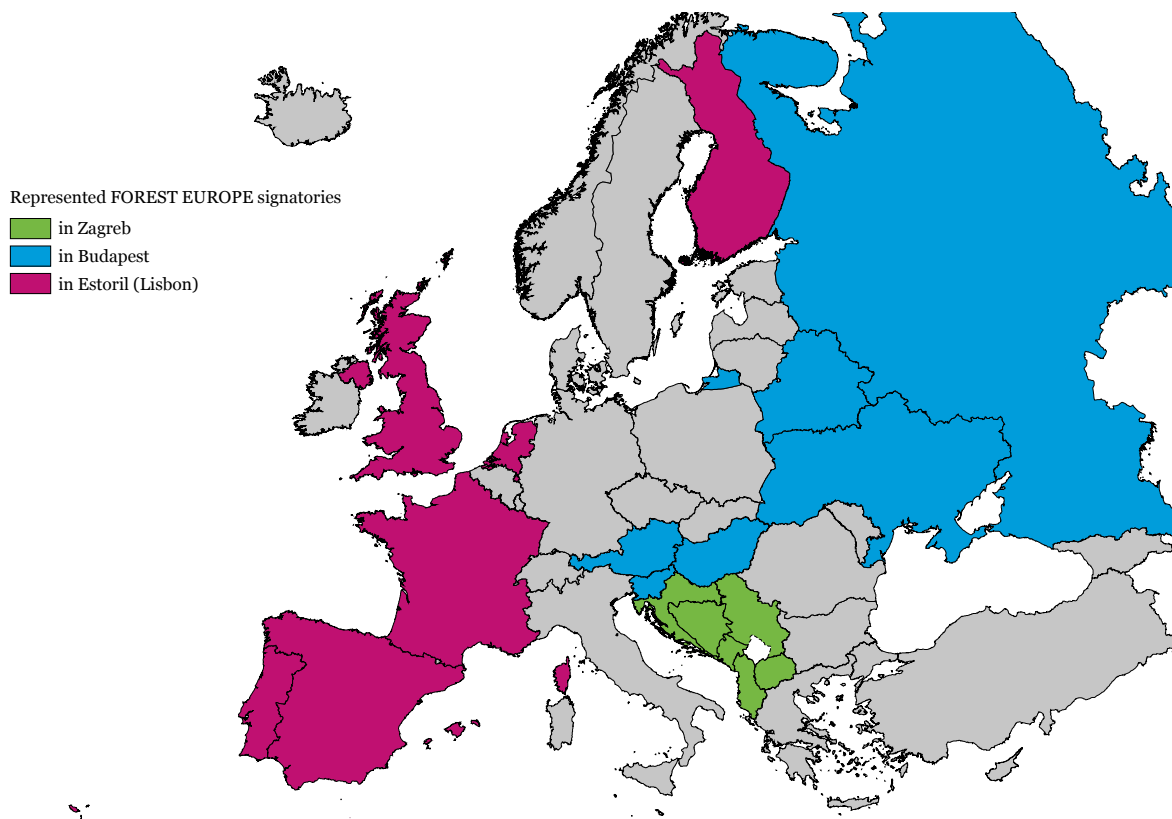 Represented FOREST EUROPE signatories
in Zagreb
in Budapest
in Estoril (Lisbon)